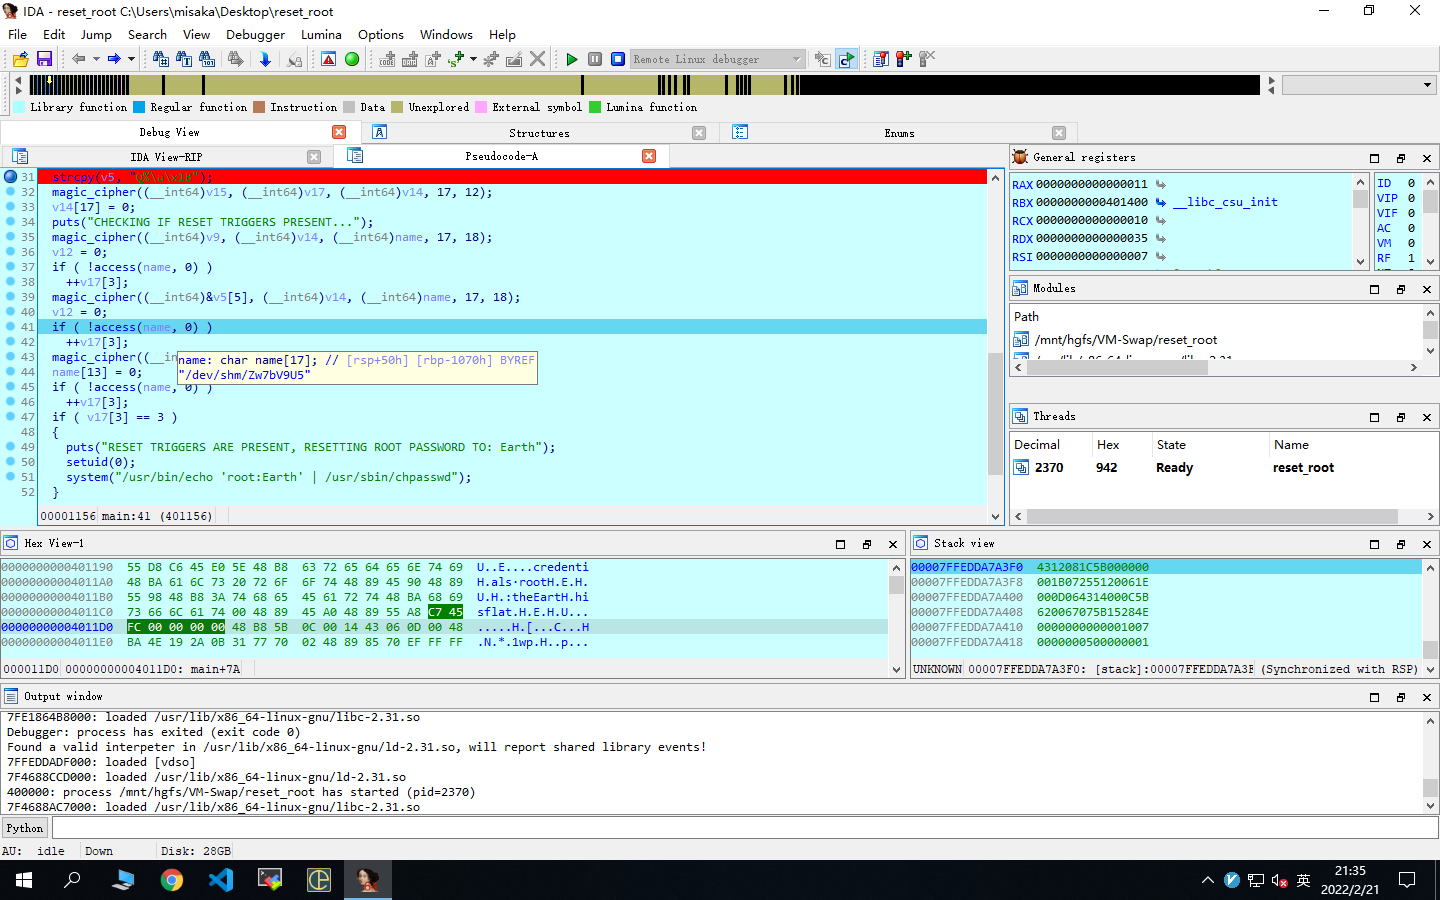 IDA - reset_root C:\Users\misaka\Desktop\reset_root
File Edit Jump Search View Debugger Lumina Options Windows Help
Remote Linux debugger
Library function Regular function Instruction Data Unexplored External symbol Lumina function
Debug View Structures Enums
IDA View-RIP Pseudocode-A
31 strcpy(v5,
32 magic_cipher((__int64)v15, (__int64)v17, (__int64)v14, 17, 12);
33 v14[17] = 0;
34 puts("CHECKING IF RESET TRIGGERS PRESENT...");
35 magic_cipher((__int64)v9, (__int64)v14, (__int64)name, 17, 18);
36 v12 = 0;
37 if ( !access(name, 0) )
38 ++v17[3];
39 magic_cipher((__int64)&v5[5], (__int64)v14, (__int64)name, 17, 18);
40 v12 = 0;
41 if ( !access(name, 0) )
42 ++v17[3];
43 magic_cipher((__in
name: char name[17]; // [rsp+50h] [rbp-1070h] BYREF
"/dev/shm/Zw7bV9U5"
44 name[13] = 0;
45 if ( !access(name, 0) )
46 ++v17[3];
47 if ( v17[3] == 3 )
48 {
49 puts("RESET TRIGGERS ARE PRESENT, RESETTING ROOT PASSWORD TO: Earth");
50 setuid(0);
51 system("/usr/bin/echo 'root:Earth' | /usr/sbin/chpasswd");
52 }
00001156 main:41 (401156)
General registers
RAX 0000000000000011
RBX 0000000000401400 __libc_csu_init
RCX 0000000000000010
RDX 0000000000000035
RSI 0000000000000007
ID 0
VIP 0
VIF 0
AC 0
VM 0
RF 1
Modules
Path
/mnt/hgfs/VM-Swap/reset_root
Threads
Decimal Hex State Name
2370 942 Ready reset_root
Hex View-1
0000000000401190 55 D8 C6 45 E0 5E 48 B8 63 72 65 64 65 6E 74 69 U..E....credenti
00000000004011A0 48 BA 61 6C 73 20 72 6F 6F 74 48 89 45 90 48 89 H.als·rootH.E.H.
00000000004011B0 55 98 48 B8 3A 74 68 65 45 61 72 74 48 BA 68 69 U.H.:theEartH.hi
00000000004011C0 73 66 6C 61 74 00 48 89 45 A0 48 89 55 A8 C7 45 sflat.H.E.H.U...
00000000004011D0 FC 00 00 00 00 48 B8 5B 0C 00 14 43 06 0D 00 48 .....H.[...C...H
00000000004011E0 BA 4E 19 2A 0B 31 77 70 02 48 89 85 70 EF FF FF .N.*.1wp.H..p...
000011D0 00000000004011D0: main+7A
Stack view
00007FFEDDA7A3F0 4312081C5B000000
00007FFEDDA7A3F8 001B07255120061E
00007FFEDDA7A400 000D064314000C5B
00007FFEDDA7A408 620067075B15284E
00007FFEDDA7A410 0000000000001007
00007FFEDDA7A418 0000000500000001
UNKNOWN 00007FFEDDA7A3F0: [stack]:00007FFEDDA7A3F (Synchronized with RSP)
Output window
7FE1864B8000: loaded /usr/lib/x86_64-linux-gnu/libc-2.31.so
Debugger: process has exited (exit code 0)
Found a valid interpeter in /usr/lib/x86_64-linux-gnu/ld-2.31.so, will report shared library events!
7FFEDDADF000: loaded [vdso]
7F4688CCD000: loaded /usr/lib/x86_64-linux-gnu/ld-2.31.so
400000: process /mnt/hgfs/VM-Swap/reset_root has started (pid=2370)
7F4688AC7000: loaded /usr/lib/x86_64-linux-gnu/libc-2.31.so
Python
AU: idle Down Disk: 28GB
英
21:35
2022/2/21